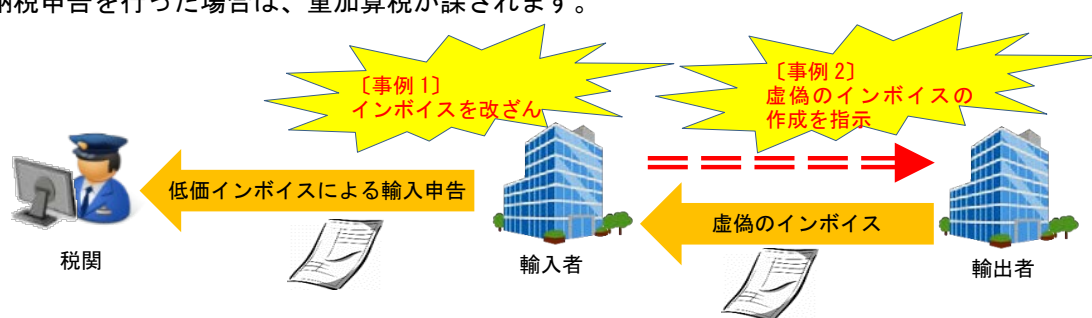 納税申告を行った場合は、重加算税が課されます。
〔事例 1〕
インボイスを改ざん
〔事例 2〕
虚偽のインボイスの
作成を指示
低価インボイスによる輸入申告
虚偽のインボイス
税関
輸入者
輸出者